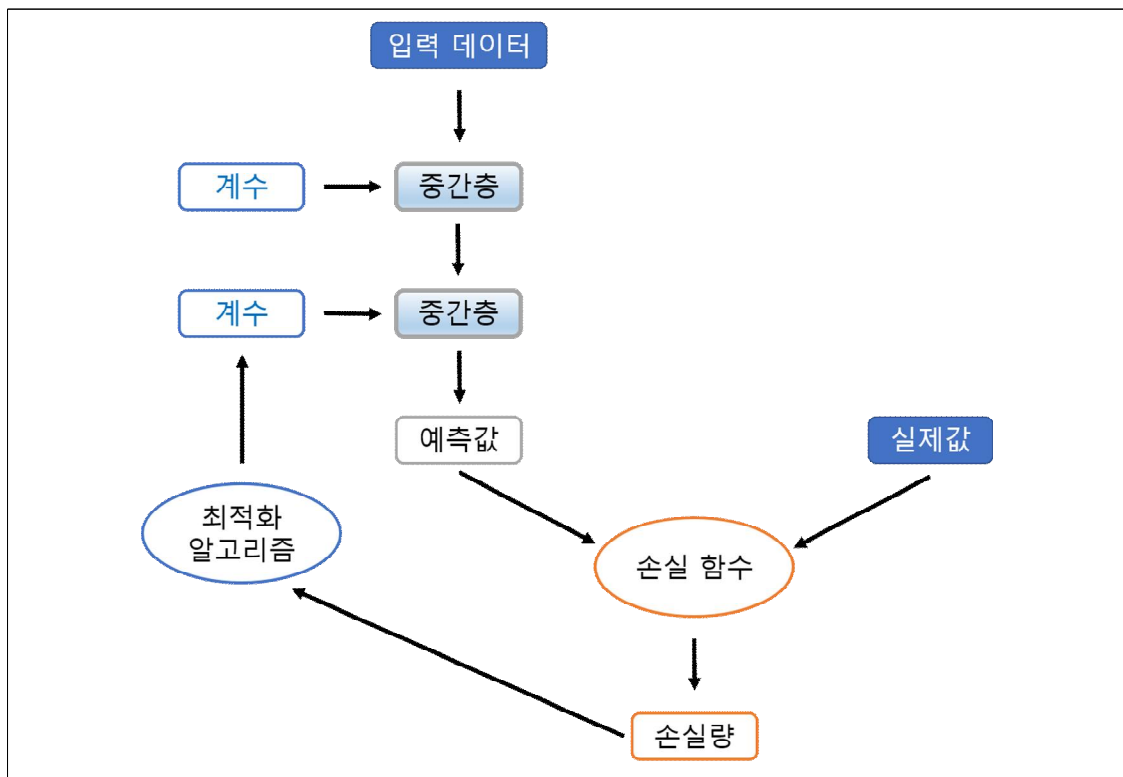 입력 데이터
계수
중간층
계수
중간층
예측값
실제값
최적화
알고리즘
손실 함수
손실량